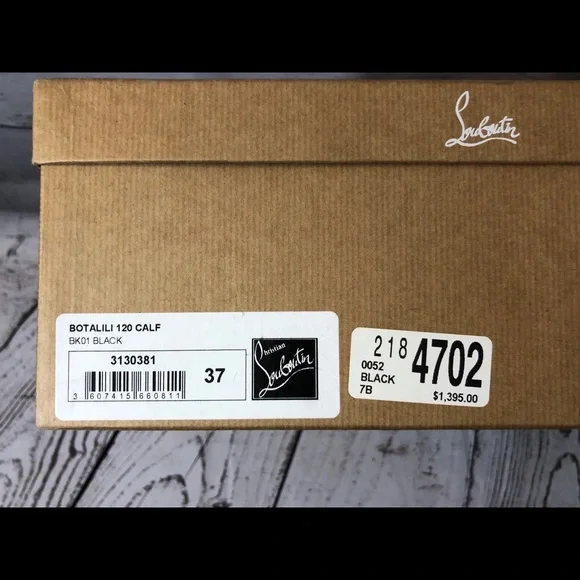 Louboutin
BOTALILI 120 CALF
BK01 BLACK
3130381
3 607415 660811
37
Christian
Louboutin
218 4702
0052
BLACK
7B
$1,395.00